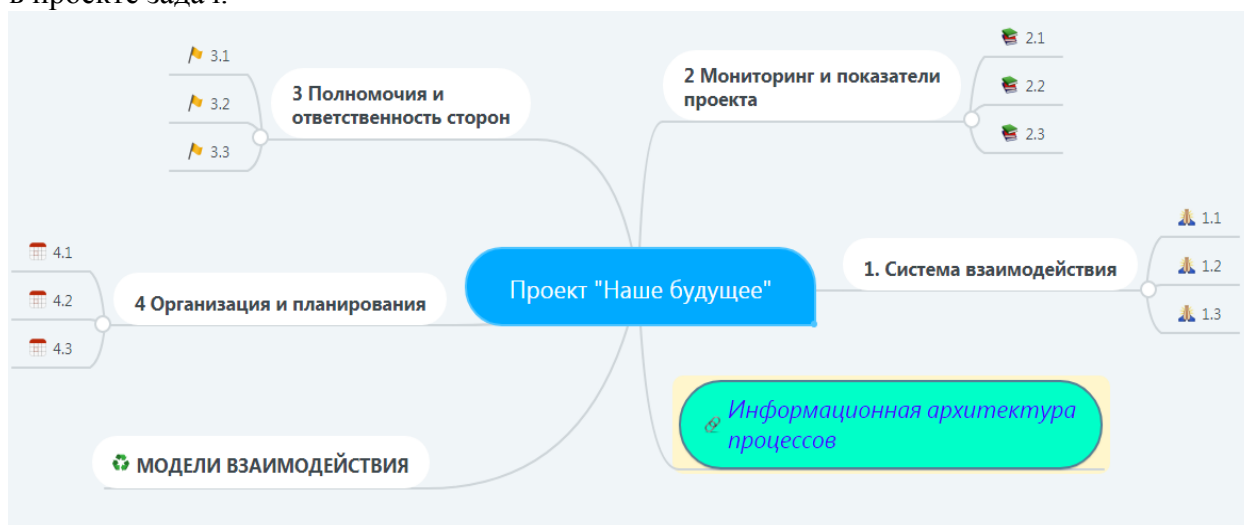 в проекте задач.
3.1
3.2
3.3
3 Полномочия и
ответственность сторон
2 Мониторинг и показатели
проекта
2.1
2.2
2.3
4.1
4.2
4.3
4 Организация и планирования
Проект "Наше будущее"
1. Система взаимодействия
1.1
1.2
1.3
Информационная архитектура
процессов
МОДЕЛИ ВЗАИМОДЕЙСТВИЯ